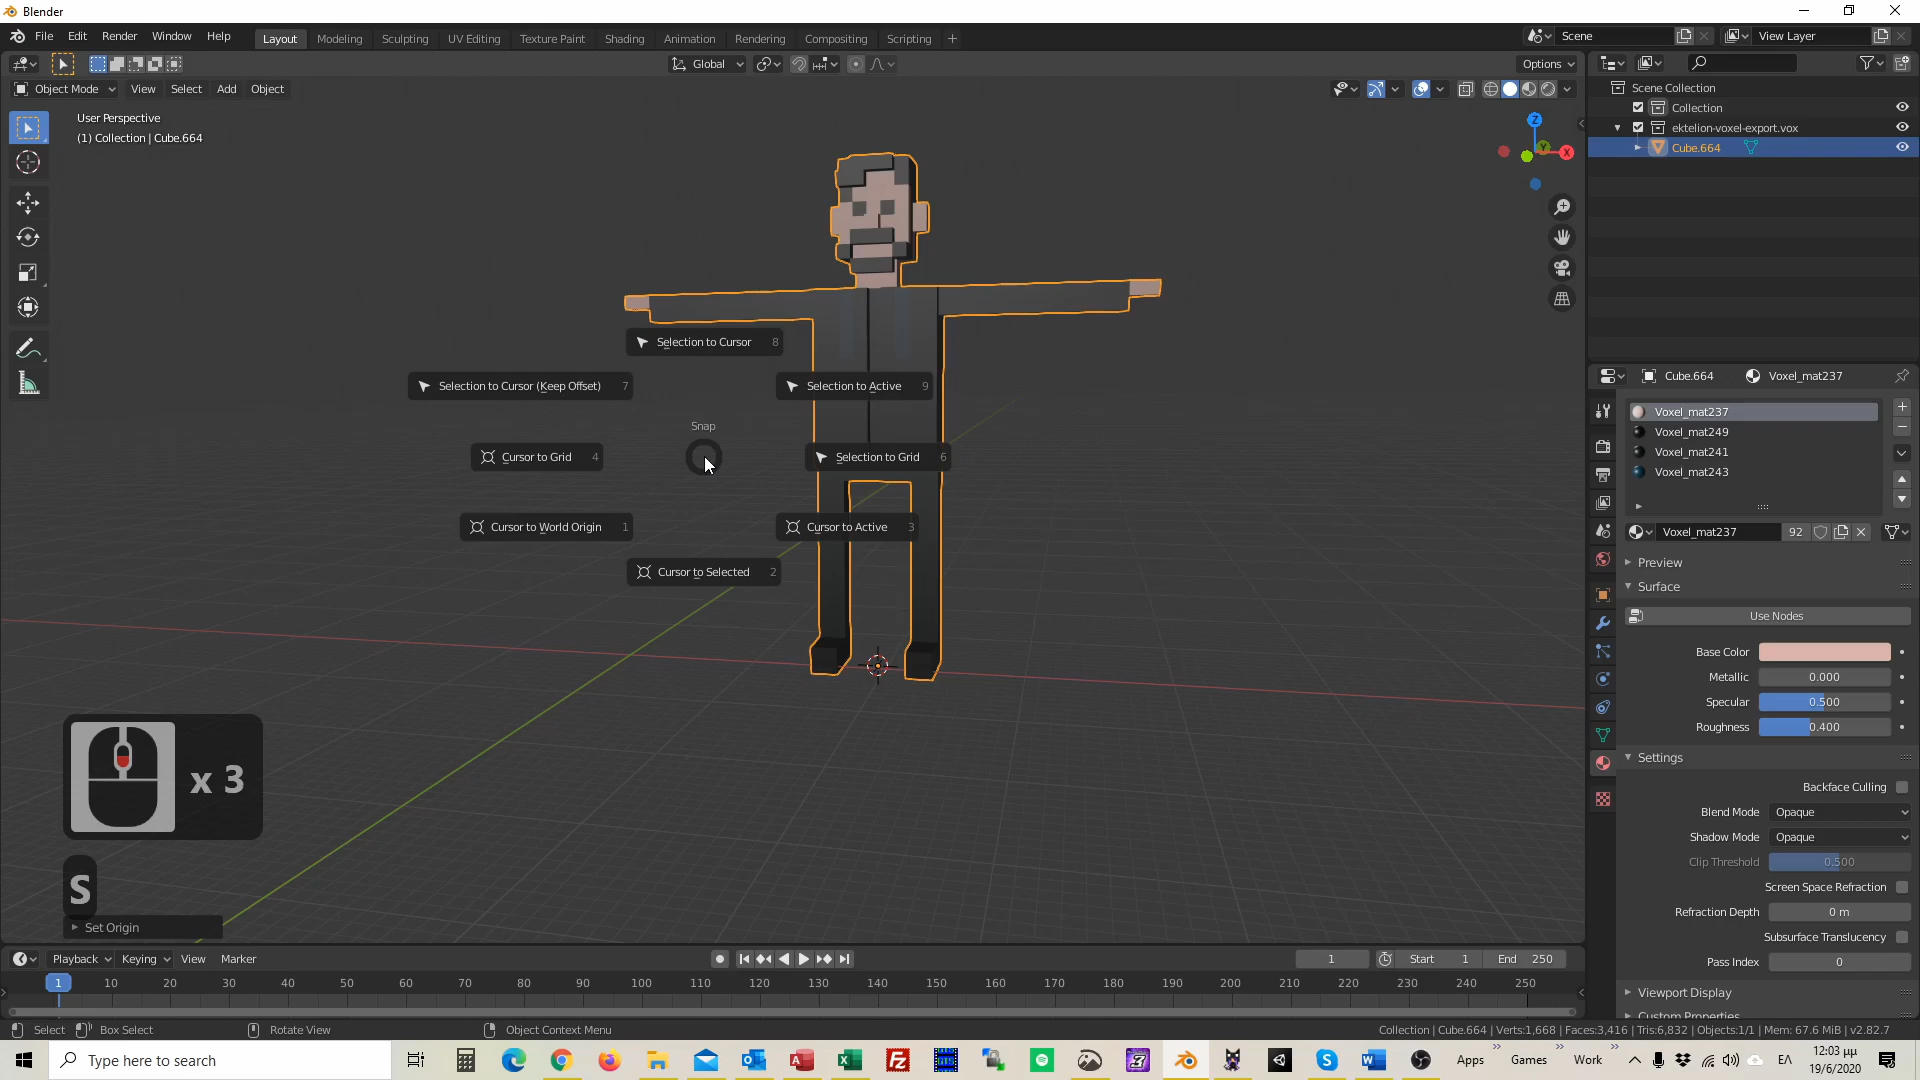 Blender
File Edit Render Window Help
Layout Modeling Sculpting UV Editing Texture Paint Shading Animation Rendering Compositing Scripting +
Scene
View Layer
Global
Options
Object Mode View Select Add Object
User Perspective
(1) Collection | Cube.664
Z
Y
X
Scene Collection
Collection
ektelion-voxel-export.vox
Cube.664
Selection to Cursor 8
Selection to Cursor (Keep Offset) 7
Selection to Active 9
Snap
Cursor to Grid 4
Selection to Grid 6
Cursor to World Origin 1
Cursor to Active 3
Cursor to Selected 2
x 3
S
Set Origin
Cube.664 Voxel_mat237
Voxel_mat237
Voxel_mat249
Voxel_mat241
Voxel_mat243
Voxel_mat237 92
Preview
Surface
Use Nodes
Base Color
Metallic 0.000
Specular 0.500
Roughness 0.400
Settings
Backface Culling
Blend Mode Opaque
Shadow Mode Opaque
Clip Threshold 0.500
Screen Space Refraction
Refraction Depth 0 m
Subsurface Translucency
Pass Index 0
Viewport Display
Custom Properties
Playback Keying View Marker
1 Start 1 End 250
1 10 20 30 40 50 60 70 80 90 100 110 120 130 140 150 160 170 180 190 200 210 220 230 240 250
Select Box Select Rotate View Object Context Menu
Collection | Cube.664 | Verts:1,668 | Faces:3,416 | Tris:6,832 | Objects:1/1 | Mem: 67.6 MiB | v2.82.7
Type here to search
Apps Games Work
ΕΛ
12:03 μμ
19/6/2020